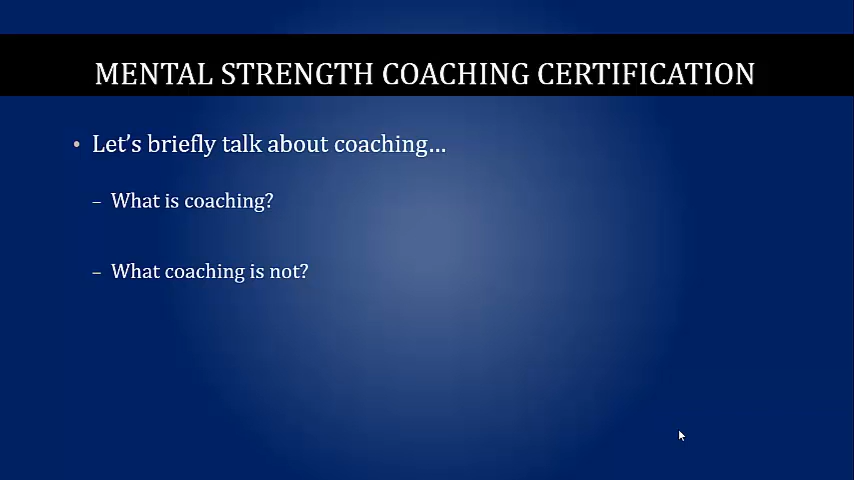 MENTAL STRENGTH COACHING CERTIFICATION
• Let’s briefly talk about coaching…
– What is coaching?
– What coaching is not?